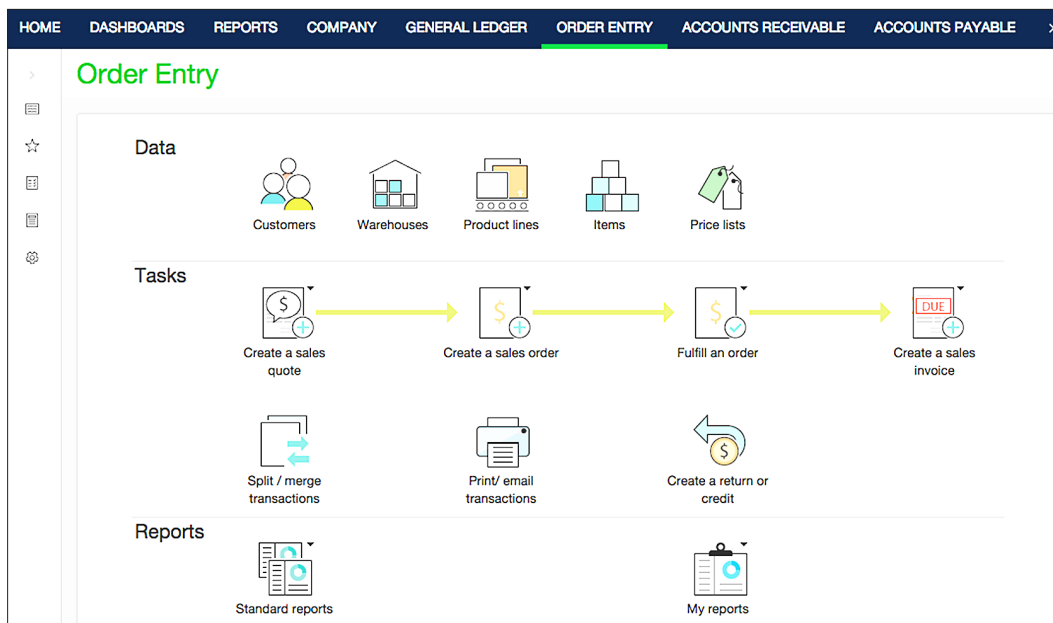 HOME DASHBOARDS REPORTS COMPANY GENERAL LEDGER ORDER ENTRY ACCOUNTS RECEIVABLE ACCOUNTS PAYABLE
Order Entry
Data
Customers Warehouses Product lines Items Price lists
Tasks
$ $ $ DUE
Create a sales Create a sales order Fulfill an order Create a sales
quote invoice
$
Split / merge Print/ email Create a return or
transactions transactions credit
Reports
Standard reports My reports